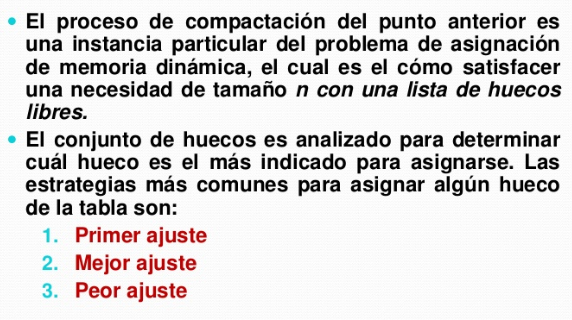 • El proceso de compactación del punto anterior es
una instancia particular del problema de asignación
de memoria dinámica, el cual es el cómo satisfacer
una necesidad de tamaño n con una lista de huecos
libres.
• El conjunto de huecos es analizado para determinar
cuál hueco es el más indicado para asignarse. Las
estrategias más comunes para asignar algún hueco
de la tabla son:
1. Primer ajuste
2. Mejor ajuste
3. Peor ajuste